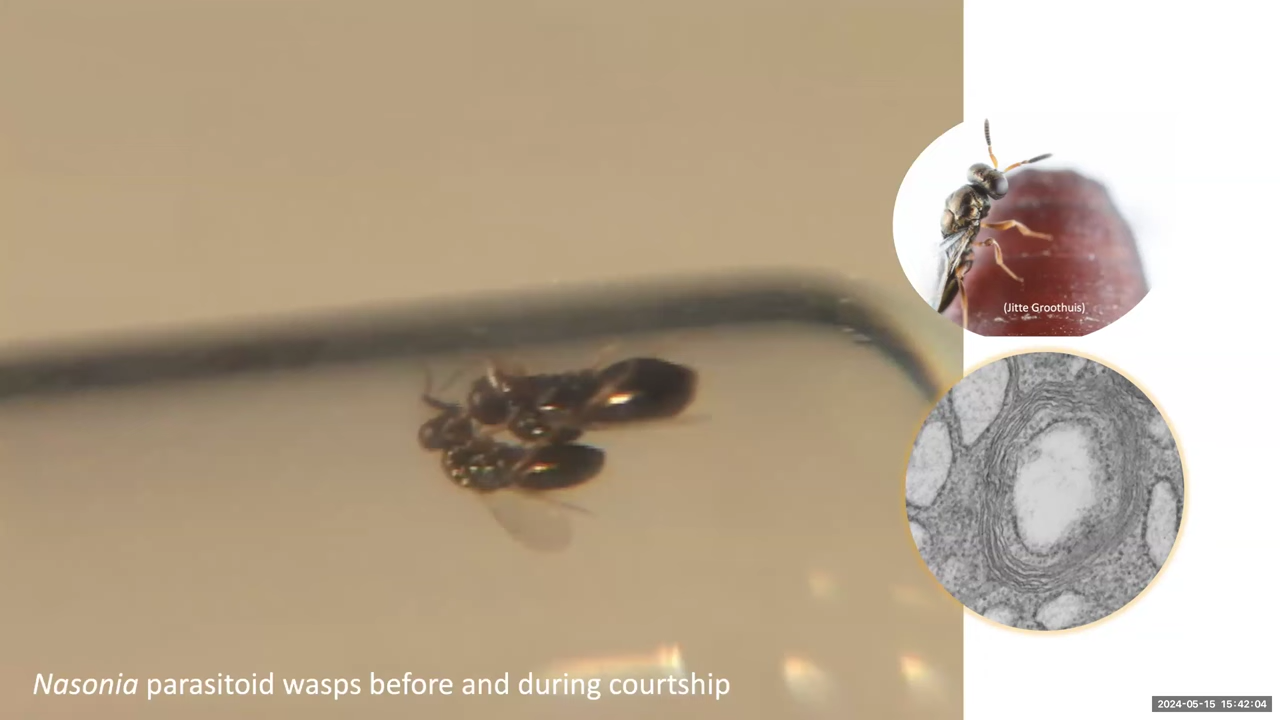 (Jitte Groothuis)
Nasonia parasitoid wasps before and during courtship
2024-05-15 15:42:04